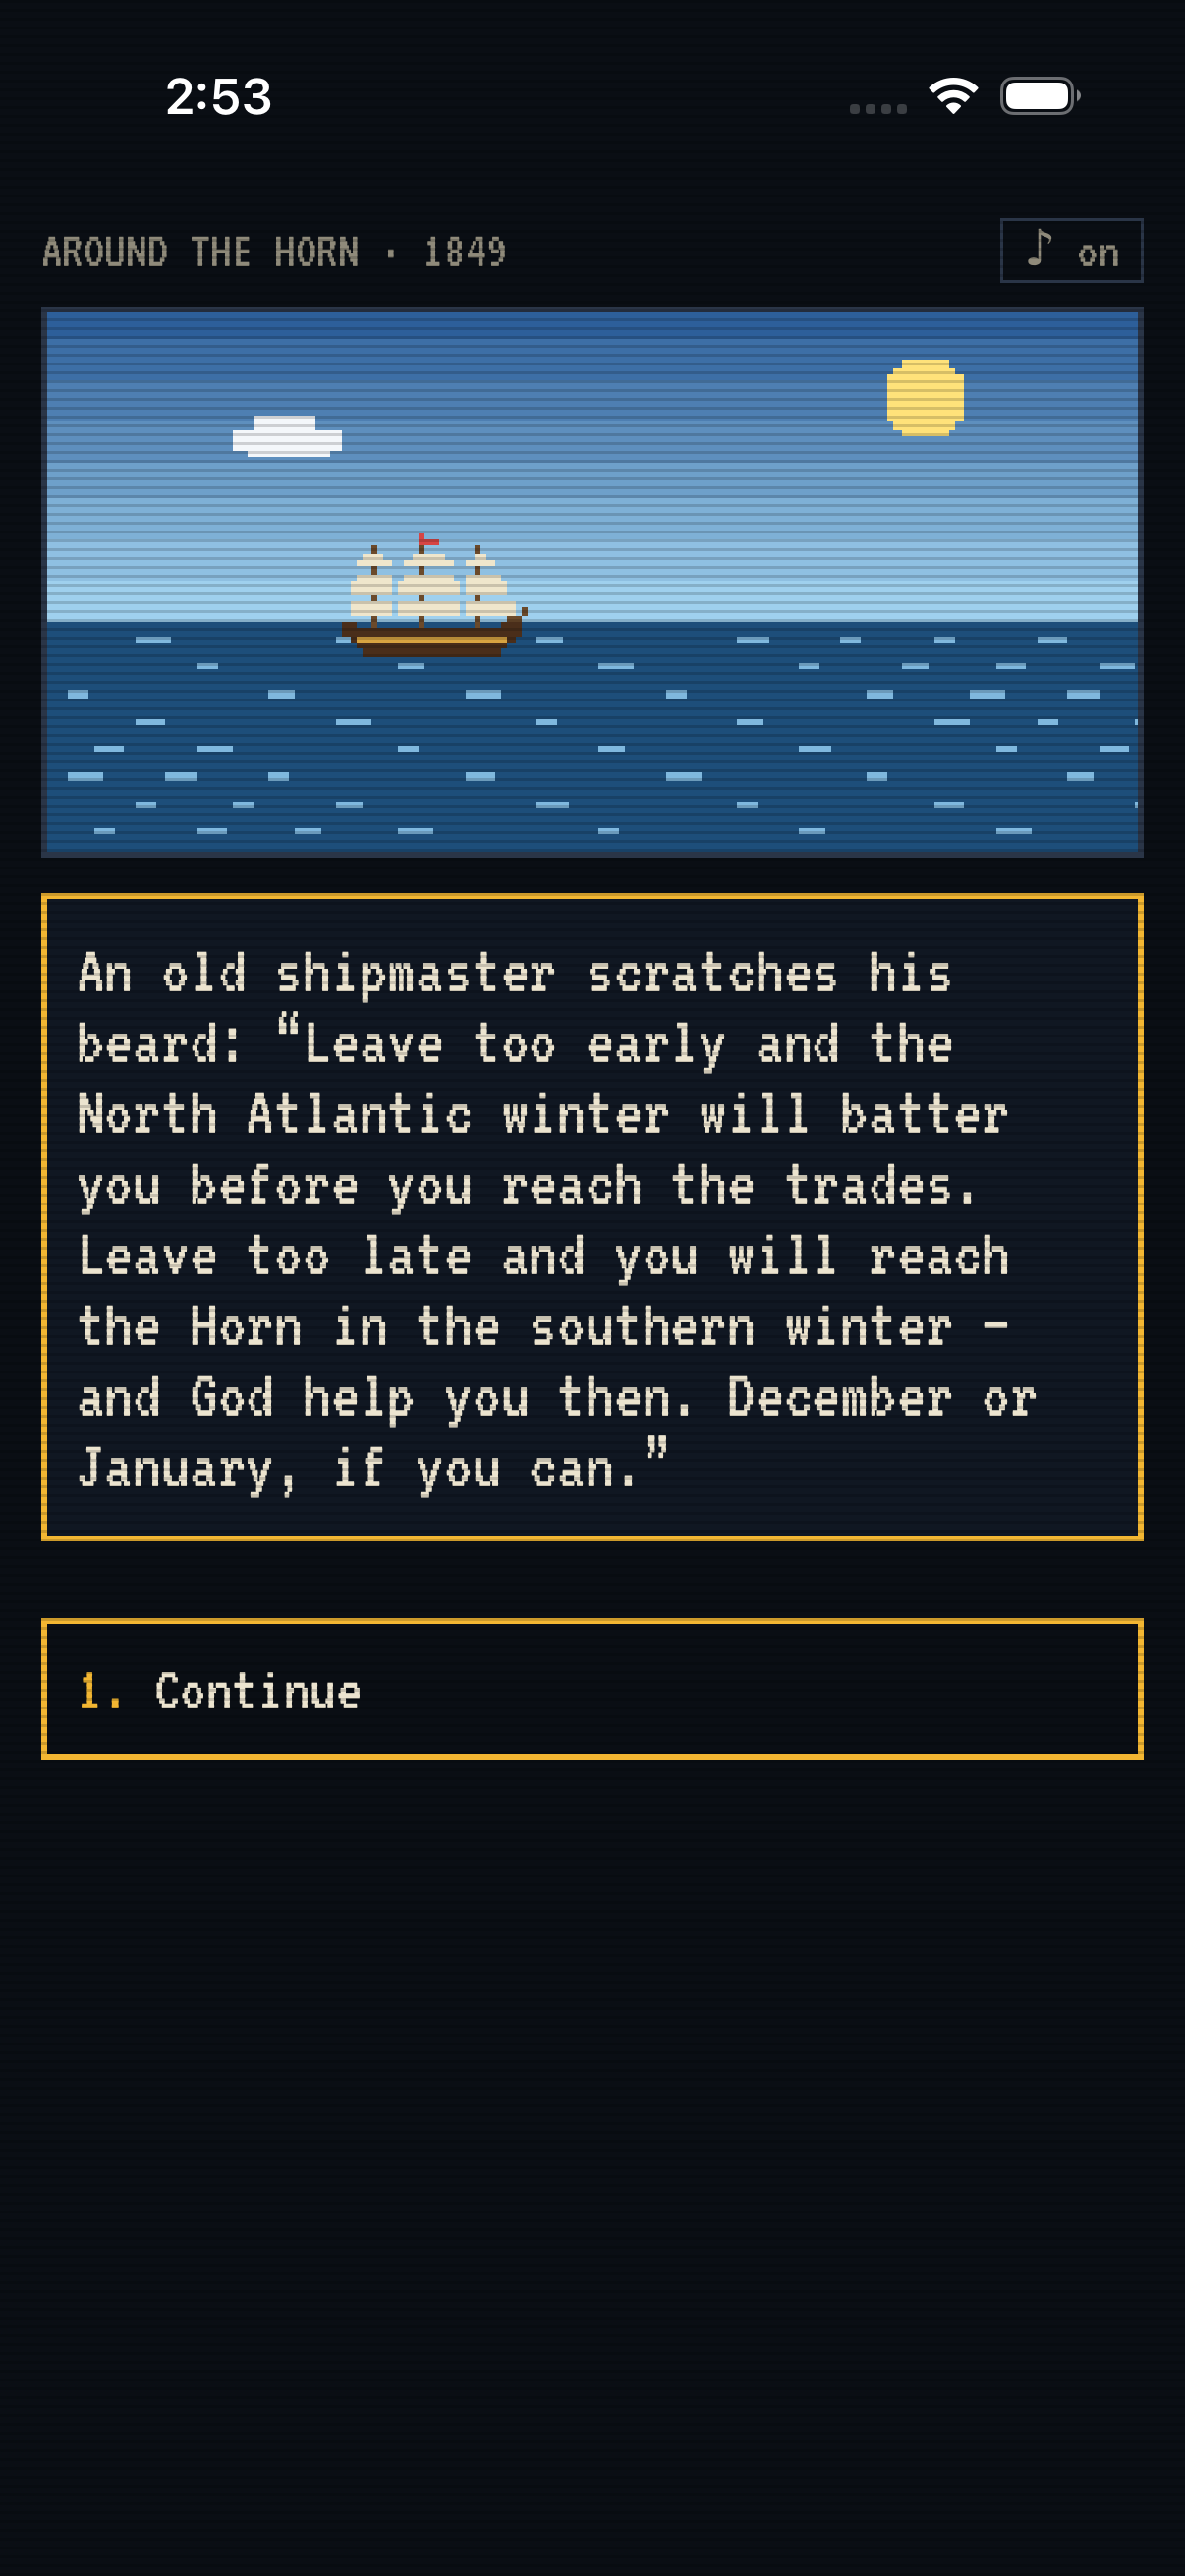 2:53
AROUND THE HORN · 1849
♪ on
An old shipmaster scratches his
beard: “Leave too early and the
North Atlantic winter will batter
you before you reach the trades.
Leave too late and you will reach
the Horn in the southern winter —
and God help you then. December or
January, if you can.”
1. Continue